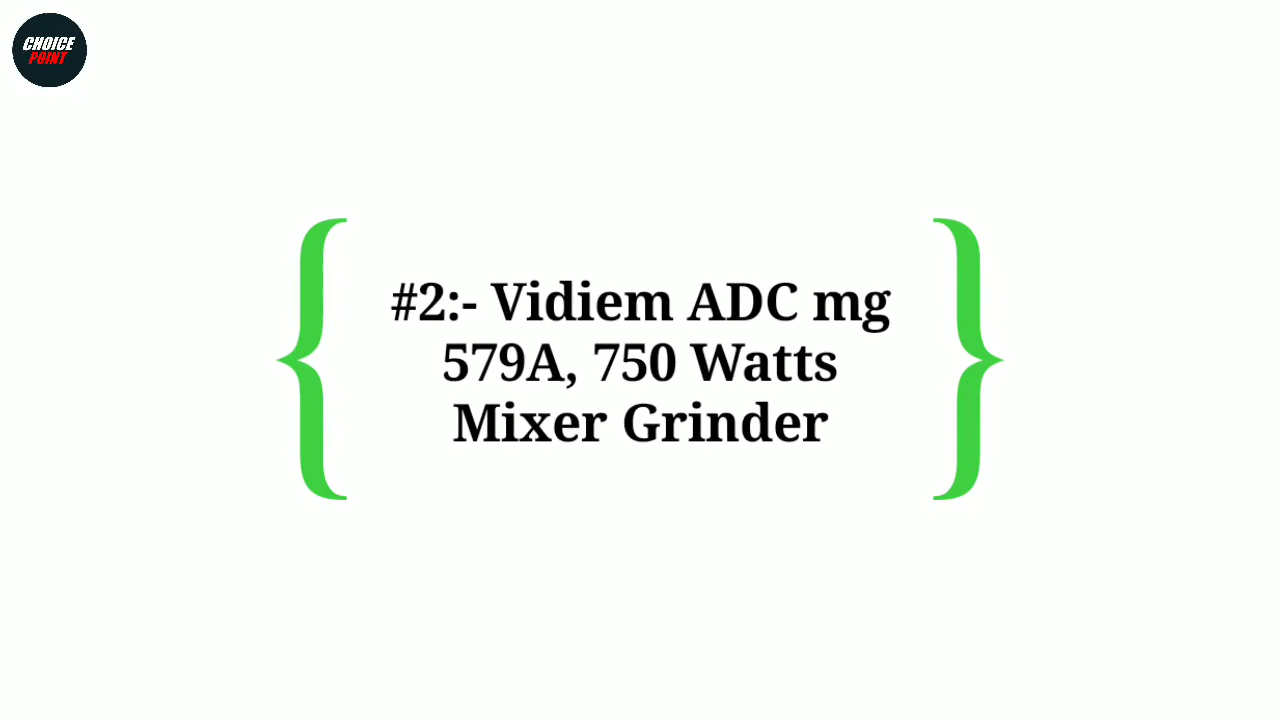 CHOICE
POINT
#2:- Vidiem ADC mg
579A, 750 Watts
Mixer Grinder